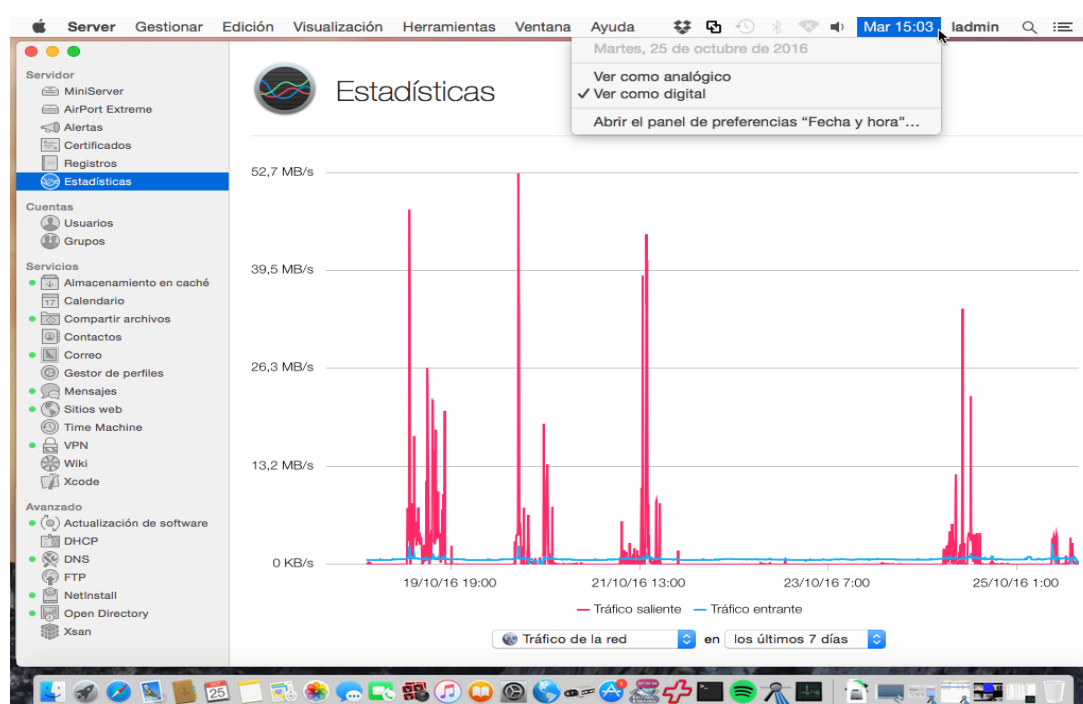 Server Gestionar Edición Visualización Herramientas Ventana Ayuda Mar 15:03 ladmin
Martes, 25 de octubre de 2016
Ver como analógico
✓ Ver como digital
Abrir el panel de preferencias “Fecha y hora”…
Servidor
MiniServer
AirPort Extreme
Alertas
Certificados
Registros
Estadísticas
Cuentas
Usuarios
Grupos
Servicios
Almacenamiento en caché
17 Calendario
Compartir archivos
Contactos
Correo
Gestor de perfiles
Mensajes
Sitios web
Time Machine
VPN
Wiki
Xcode
Avanzado
Actualización de software
DHCP
DNS
FTP
NetInstall
Open Directory
Xsan
Estadísticas
52,7 MB/s
39,5 MB/s
26,3 MB/s
13,2 MB/s
0 KB/s
19/10/16 19:00 21/10/16 13:00 23/10/16 7:00 25/10/16 1:00
Tráfico saliente Tráfico entrante
Tráfico de la red en los últimos 7 días
OCT 25 1